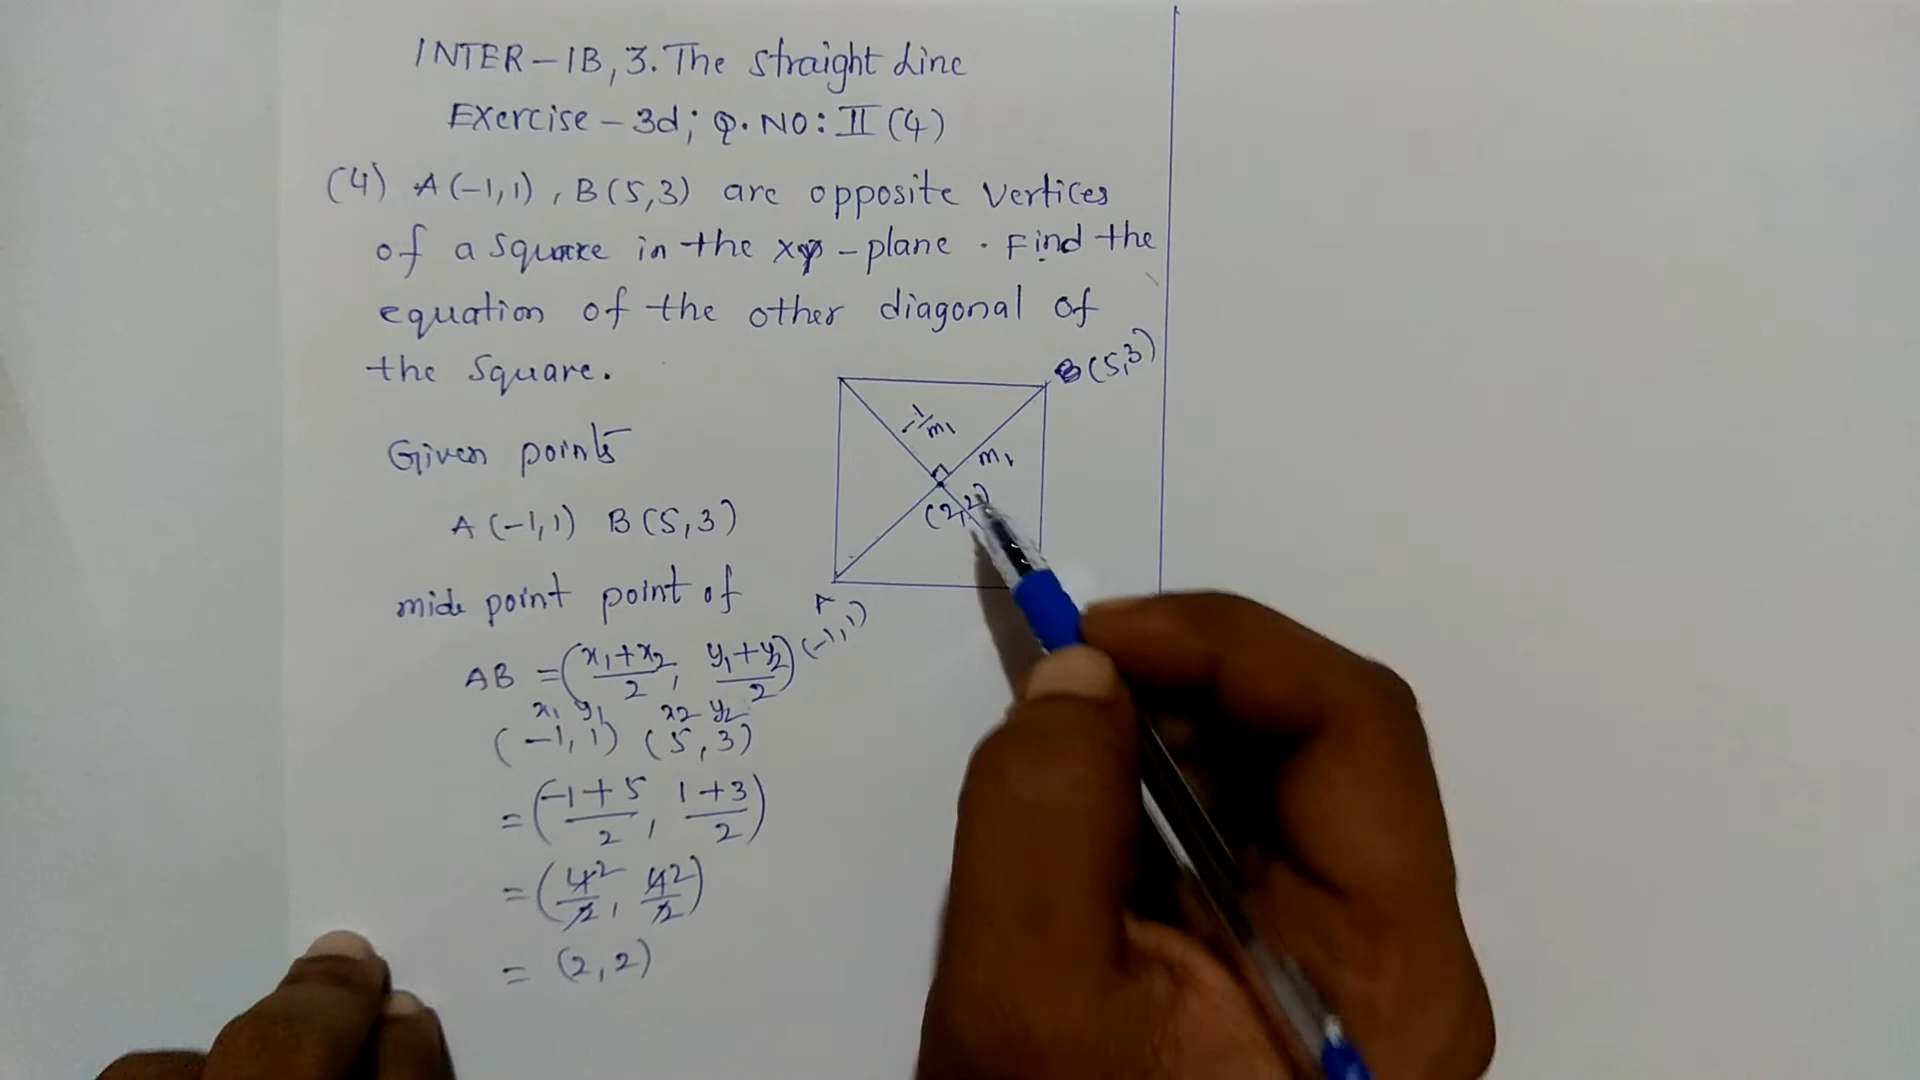 INTER-IB, 3. The straight Line
Exercise - 3d; Q. NO: II (4)
(4) A(-1,1), B(5,3) are opposite vertices
of a square in the xy-plane. Find the
equation of the other diagonal of
the square.
B(5,3)
-1/m₁
m₁
(2,2)
A
(-1,1)
Given points
A(-1,1) B(5,3)
mide point point of
AB = (x₁+x₂/2, y₁+y₂/2)
x₁ y₁ x₂ y₂
(-1,1) (5,3)
= (-1+5/2, 1+3/2)
= (4²/2, 4²/2)
= (2,2)